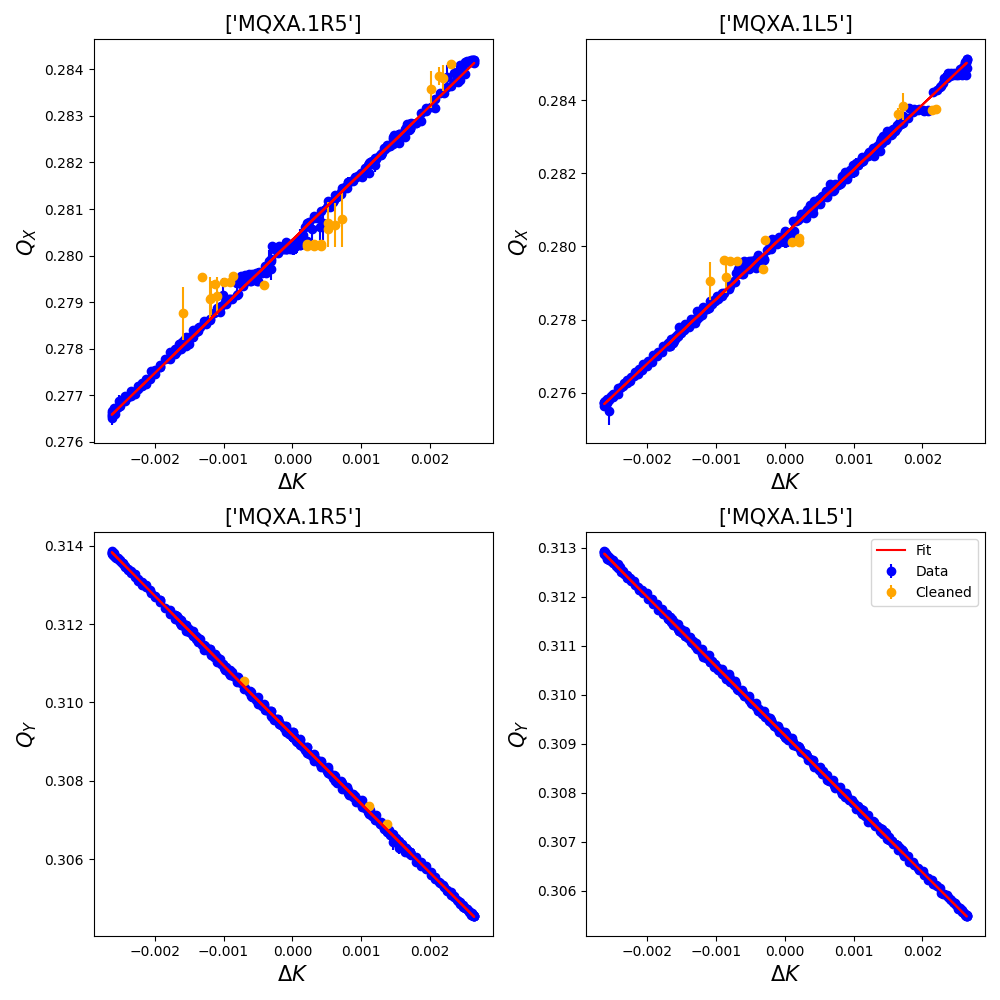 ['MQXA.1R5']
Q_X
0.284
0.283
0.282
0.281
0.280
0.279
0.278
0.277
0.276
−0.002 −0.001 0.000 0.001 0.002
ΔK
['MQXA.1L5']
Q_X
0.284
0.282
0.280
0.278
0.276
−0.002 −0.001 0.000 0.001 0.002
ΔK
['MQXA.1R5']
Q_Y
0.314
0.312
0.310
0.308
0.306
−0.002 −0.001 0.000 0.001 0.002
ΔK
['MQXA.1L5']
Q_Y
0.313
0.312
0.311
0.310
0.309
0.308
0.307
0.306
Fit
Data
Cleaned
−0.002 −0.001 0.000 0.001 0.002
ΔK